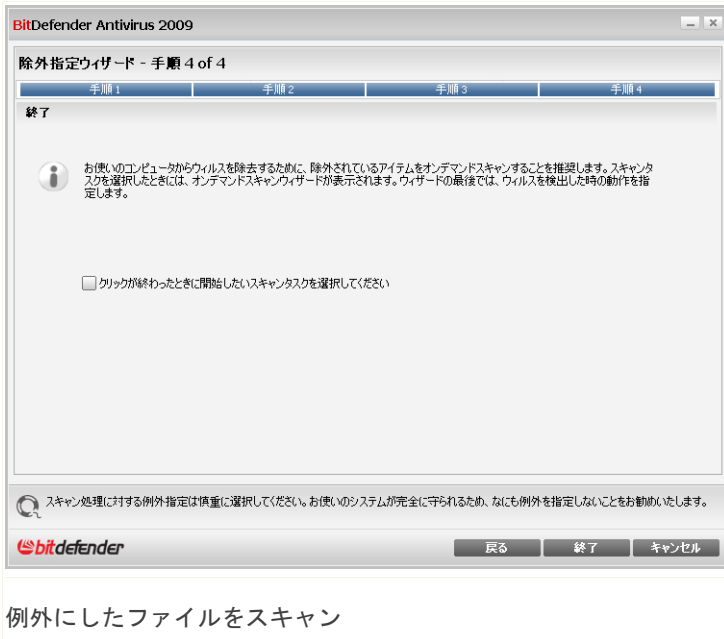 BitDefender Antivirus 2009
除外指定ウィザード - 手順 4 of 4
手順 1 手順 2 手順 3 手順 4
終了
お使いのコンピュータからウィルスを除去するために、除外されているアイテムをオンデマンドスキャンすることを推奨します。スキャンタ
スクを選択したときには、オンデマンドスキャンウィザードが表示されます。ウィザードの最後では、ウィルスを検出した時の動作を指
定します。
クリックが終わったときに開始したいスキャンタスクを選択してください
スキャン処理に対する例外指定は慎重に選択してください。お使いのシステムが完全に守られるため、なにも例外を指定しないことをお勧めいたします。
bitdefender
戻る 終了 キャンセル
例外にしたファイルをスキャン